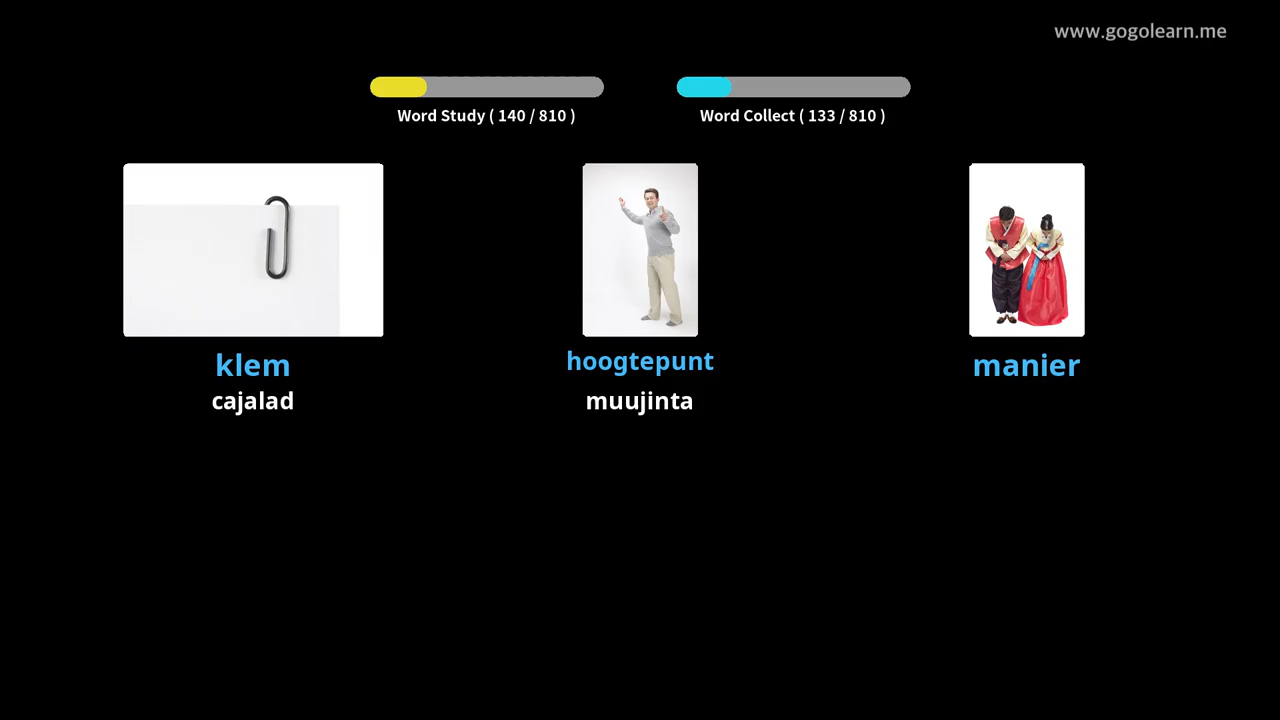 www.gogolearn.me
Word Study ( 140 / 810 )
Word Collect ( 133 / 810 )
klem
cajalad
hoogtepunt
muujinta
manier